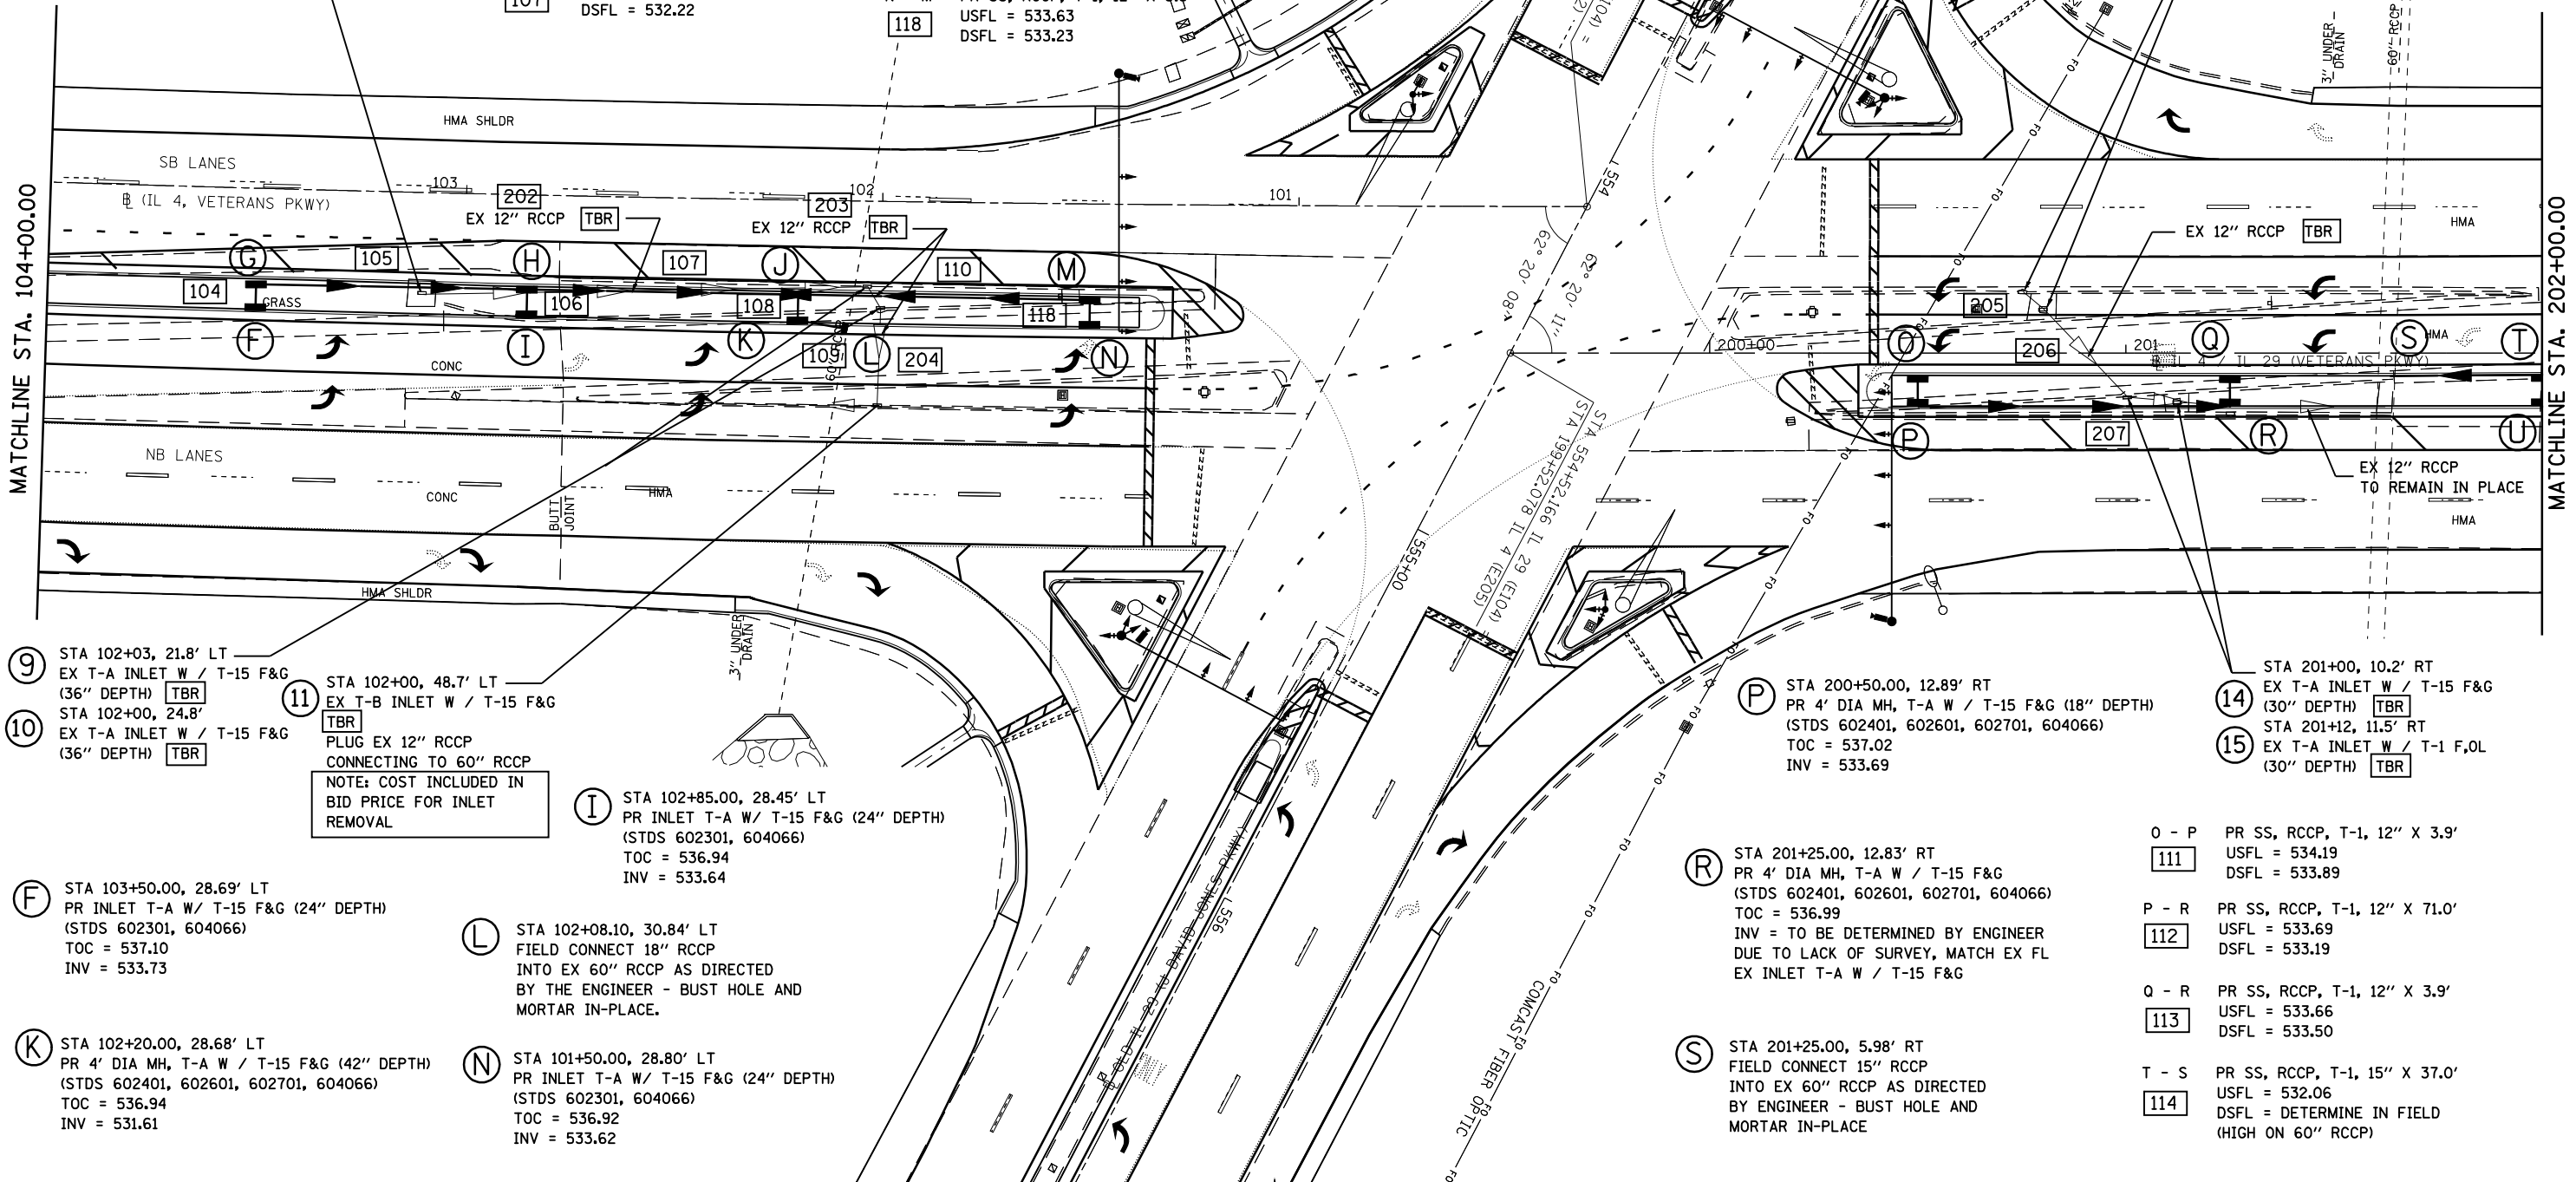 107
DSFL = 532.22
118
USFL = 533.63
DSFL = 533.23
3" UNDER DRAIN
60" RCCP
HMA SHLDR
SB LANES
103
202
102
203
101
℄ (IL 4, VETERANS PKWY)
EX 12" RCCP TBR
EX 12" RCCP TBR
EX 12" RCCP TBR
HMA
MATCHLINE STA. 104+00.00
MATCHLINE STA. 202+00.00
G
105
H
107
J
110
M
104
GRASS
106
108
118
F
I
K
109
L
204
N
CONC
60" RCCP
L 554
62° 20' 08"
62° 20' 11"
205
O
200+00
206
201
Q
S
HMA
T
℄ IL 4 / IL 29 (VETERANS PKWY)
P
207
R
U
EX 12" RCCP
TO REMAIN IN PLACE
HMA
NB LANES
CONC
HMA
BUTT JOINT
HMA SHLDR
3" UNDER DRAIN
STA 554+52.166 IL 29 (E104)
STA 199+52.078 IL 4 (E205)
L 555+00
L 556
FO
COMCAST FIBER OPTIC
9 STA 102+03, 21.8' LT
EX T-A INLET W / T-15 F&G
(36" DEPTH) TBR
10 STA 102+00, 24.8'
EX T-A INLET W / T-15 F&G
(36" DEPTH) TBR
11 STA 102+00, 48.7' LT
EX T-B INLET W / T-15 F&G
TBR
PLUG EX 12" RCCP
CONNECTING TO 60" RCCP
NOTE: COST INCLUDED IN
BID PRICE FOR INLET
REMOVAL
I STA 102+85.00, 28.45' LT
PR INLET T-A W/ T-15 F&G (24" DEPTH)
(STDS 602301, 604066)
TOC = 536.94
INV = 533.64
F STA 103+50.00, 28.69' LT
PR INLET T-A W/ T-15 F&G (24" DEPTH)
(STDS 602301, 604066)
TOC = 537.10
INV = 533.73
L STA 102+08.10, 30.84' LT
FIELD CONNECT 18" RCCP
INTO EX 60" RCCP AS DIRECTED
BY THE ENGINEER - BUST HOLE AND
MORTAR IN-PLACE.
K STA 102+20.00, 28.68' LT
PR 4' DIA MH, T-A W / T-15 F&G (42" DEPTH)
(STDS 602401, 602601, 602701, 604066)
TOC = 536.94
INV = 531.61
N STA 101+50.00, 28.80' LT
PR INLET T-A W/ T-15 F&G (24" DEPTH)
(STDS 602301, 604066)
TOC = 536.92
INV = 533.62
P STA 200+50.00, 12.89' RT
PR 4' DIA MH, T-A W / T-15 F&G (18" DEPTH)
(STDS 602401, 602601, 602701, 604066)
TOC = 537.02
INV = 533.69
14 STA 201+00, 10.2' RT
EX T-A INLET W / T-15 F&G
(30" DEPTH) TBR
15 STA 201+12, 11.5' RT
EX T-A INLET W / T-1 F,OL
(30" DEPTH) TBR
R STA 201+25.00, 12.83' RT
PR 4' DIA MH, T-A W / T-15 F&G
(STDS 602401, 602601, 602701, 604066)
TOC = 536.99
INV = TO BE DETERMINED BY ENGINEER
DUE TO LACK OF SURVEY, MATCH EX FL
EX INLET T-A W / T-15 F&G
S STA 201+25.00, 5.98' RT
FIELD CONNECT 15" RCCP
INTO EX 60" RCCP AS DIRECTED
BY ENGINEER - BUST HOLE AND
MORTAR IN-PLACE
O - P PR SS, RCCP, T-1, 12" X 3.9'
111 USFL = 534.19
DSFL = 533.89
P - R PR SS, RCCP, T-1, 12" X 71.0'
112 USFL = 533.69
DSFL = 533.19
Q - R PR SS, RCCP, T-1, 12" X 3.9'
113 USFL = 533.66
DSFL = 533.50
T - S PR SS, RCCP, T-1, 15" X 37.0'
114 USFL = 532.06
DSFL = DETERMINE IN FIELD
(HIGH ON 60" RCCP)